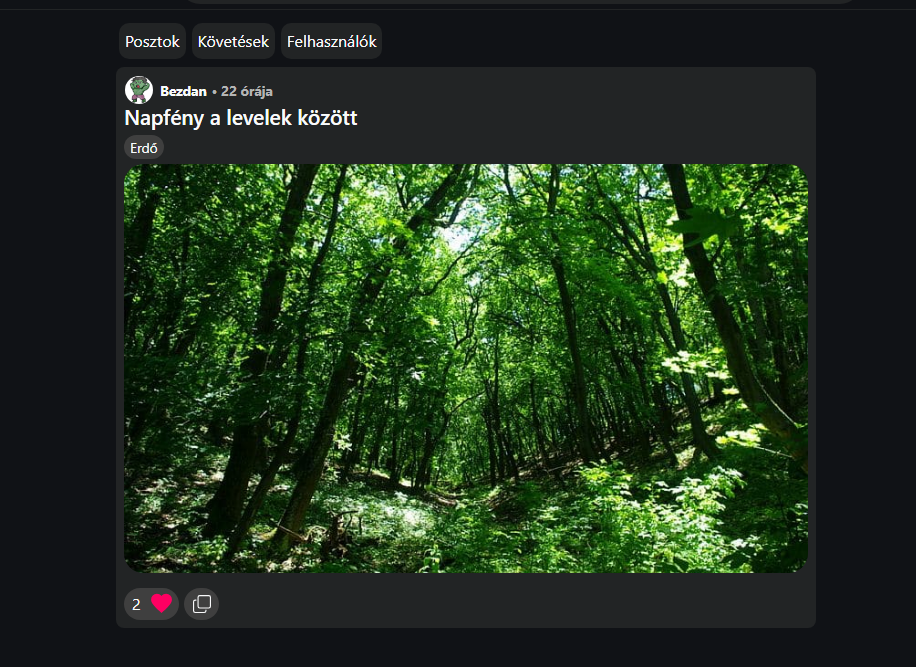 Posztok Követések Felhasználók
Bezdan • 22 órája
Napfény a levelek között
Erdő
2